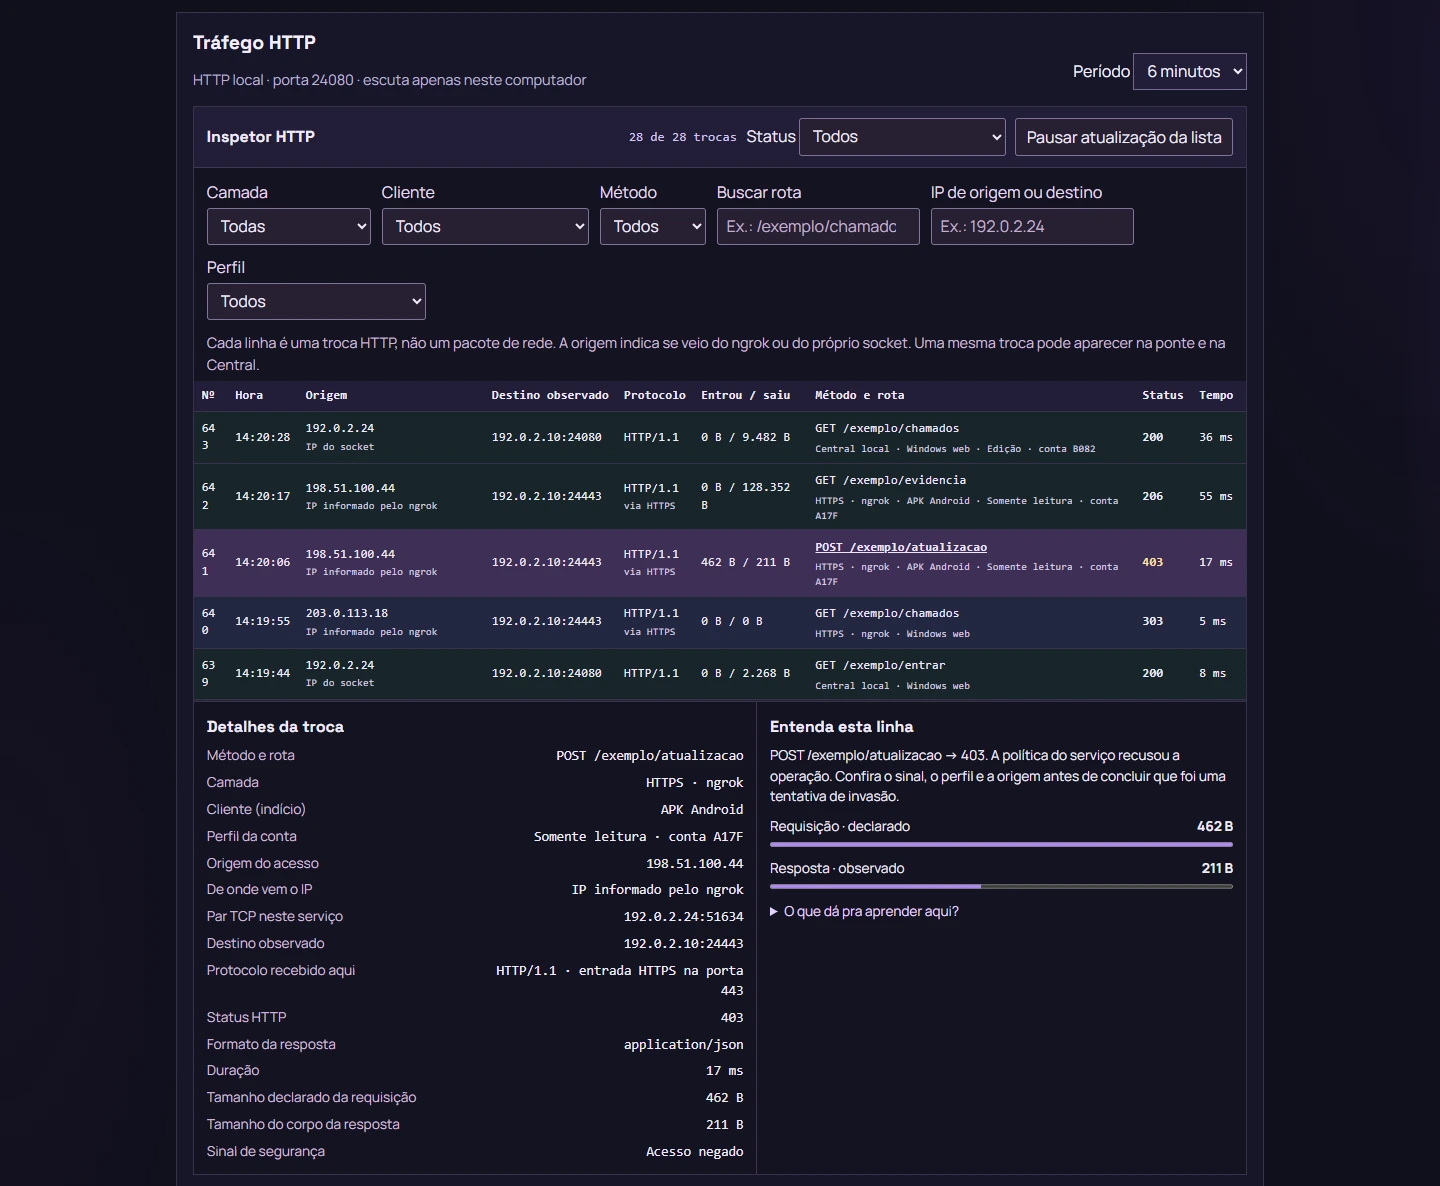 Tráfego HTTP
HTTP local · porta 24080 · escuta apenas neste computador
Período 6 minutos
Inspetor HTTP
28 de 28 trocas Status Todos Pausar atualização da lista
Camada Cliente Método Buscar rota IP de origem ou destino
Todas Todos Todos Ex.: /exemplo/chamadc Ex.: 192.0.2.24
Perfil
Todos
Cada linha é uma troca HTTP, não um pacote de rede. A origem indica se veio do ngrok ou do próprio socket. Uma mesma troca pode aparecer na ponte e na
Central.
Nº Hora Origem Destino observado Protocolo Entrou / saiu Método e rota Status Tempo
643 14:20:28 192.0.2.24 192.0.2.10:24080 HTTP/1.1 0 B / 9.482 B GET /exemplo/chamados 200 36 ms
IP do socket Central local · Windows web · Edição · conta B082
642 14:20:17 198.51.100.44 192.0.2.10:24443 HTTP/1.1 0 B / 128.352 B GET /exemplo/evidencia 206 55 ms
IP informado pelo ngrok via HTTPS HTTPS · ngrok · APK Android · Somente leitura · conta
A17F
641 14:20:06 198.51.100.44 192.0.2.10:24443 HTTP/1.1 462 B / 211 B POST /exemplo/atualizacao 403 17 ms
IP informado pelo ngrok via HTTPS HTTPS · ngrok · APK Android · Somente leitura · conta
A17F
640 14:19:55 203.0.113.18 192.0.2.10:24443 HTTP/1.1 0 B / 0 B GET /exemplo/chamados 303 5 ms
IP informado pelo ngrok via HTTPS HTTPS · ngrok · Windows web
639 14:19:44 192.0.2.24 192.0.2.10:24080 HTTP/1.1 0 B / 2.268 B GET /exemplo/entrar 200 8 ms
IP do socket Central local · Windows web
Detalhes da troca
Método e rota POST /exemplo/atualizacao
Camada HTTPS · ngrok
Cliente (indício) APK Android
Perfil da conta Somente leitura · conta A17F
Origem do acesso 198.51.100.44
De onde vem o IP IP informado pelo ngrok
Par TCP neste serviço 192.0.2.24:51634
Destino observado 192.0.2.10:24443
Protocolo recebido aqui HTTP/1.1 · entrada HTTPS na porta
443
Status HTTP 403
Formato da resposta application/json
Duração 17 ms
Tamanho declarado da requisição 462 B
Tamanho do corpo da resposta 211 B
Sinal de segurança Acesso negado
Entenda esta linha
POST /exemplo/atualizacao → 403. A política do serviço recusou a
operação. Confira o sinal, o perfil e a origem antes de concluir que foi uma
tentativa de invasão.
Requisição · declarado 462 B
Resposta · observado 211 B
▶ O que dá pra aprender aqui?